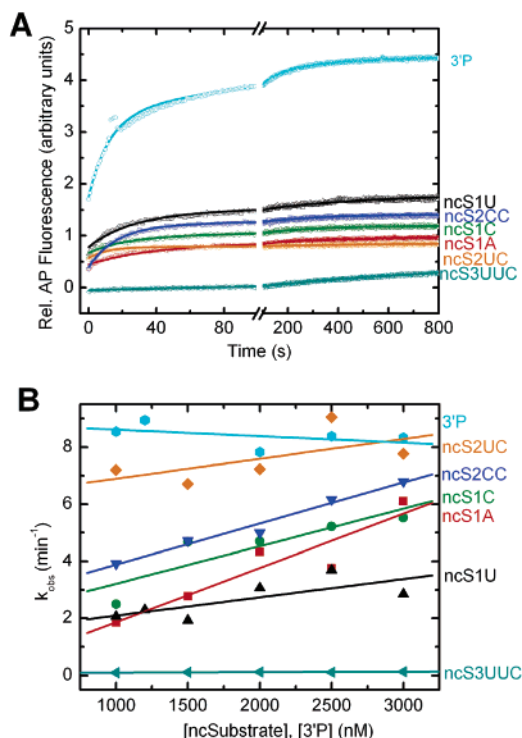 A
Rel. AP Fluorescence (arbitrary units)
5
4
3
2
1
0
3'P
ncS1U
ncS2CC
ncS1C
ncS1A
ncS2UC
ncS3UUC
0 40 80 200 400 600 800
Time (s)
B
k_obs (min⁻¹)
8
6
4
2
0
3'P
ncS2UC
ncS2CC
ncS1C
ncS1A
ncS1U
ncS3UUC
1000 1500 2000 2500 3000
[ncSubstrate], [3'P] (nM)